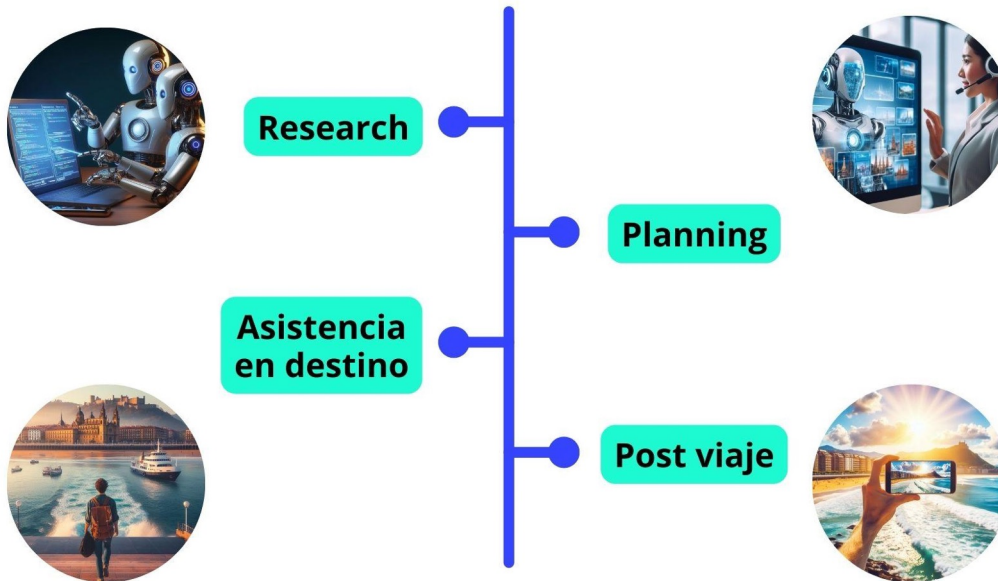 Research
Planning
Asistencia
en destino
Post viaje